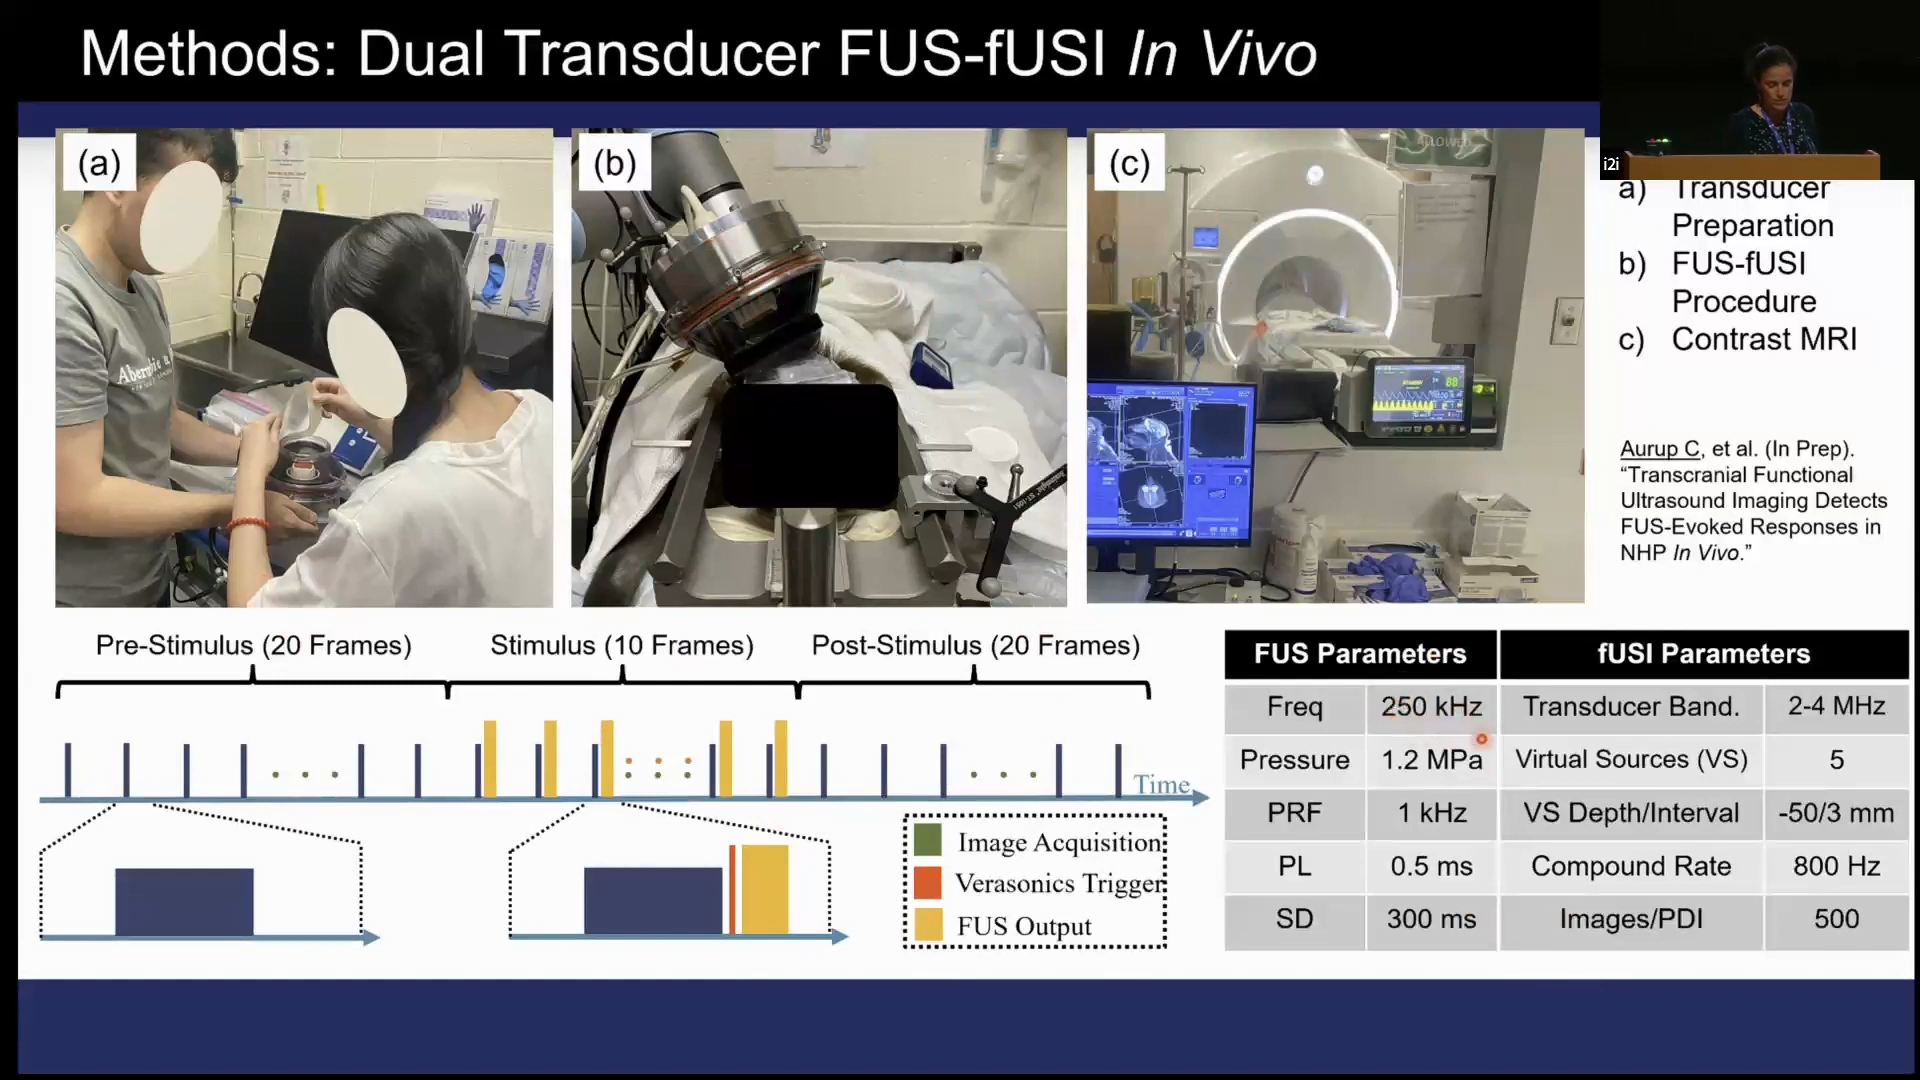 Methods: Dual Transducer FUS-fUSI In Vivo
i2i
(a)
(b)
(c)
ALLOWED
a) Transducer
Preparation
b) FUS-fUSI
Procedure
c) Contrast MRI
Aurup C, et al. (In Prep).
“Transcranial Functional
Ultrasound Imaging Detects
FUS-Evoked Responses in
NHP In Vivo.”
Pre-Stimulus (20 Frames)
Stimulus (10 Frames)
Post-Stimulus (20 Frames)
Time
Image Acquisition
Verasonics Trigger
FUS Output
FUS Parameters fUSI Parameters
Freq 250 kHz Transducer Band. 2-4 MHz
Pressure 1.2 MPa Virtual Sources (VS) 5
PRF 1 kHz VS Depth/Interval -50/3 mm
PL 0.5 ms Compound Rate 800 Hz
SD 300 ms Images/PDI 500